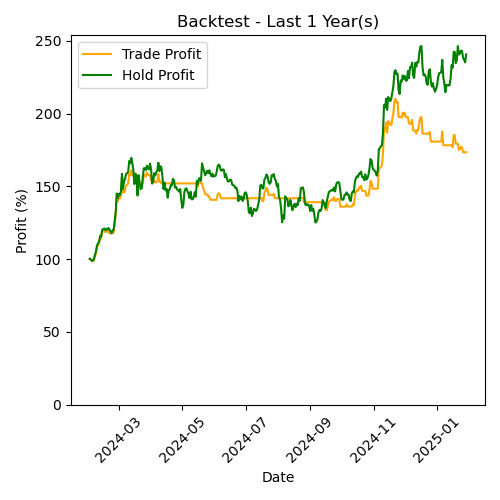 Backtest - Last 1 Year(s)
Trade Profit
Hold Profit
Profit (%)
250
200
150
100
50
0
2024-03
2024-05
2024-07
2024-09
2024-11
2025-01
Date